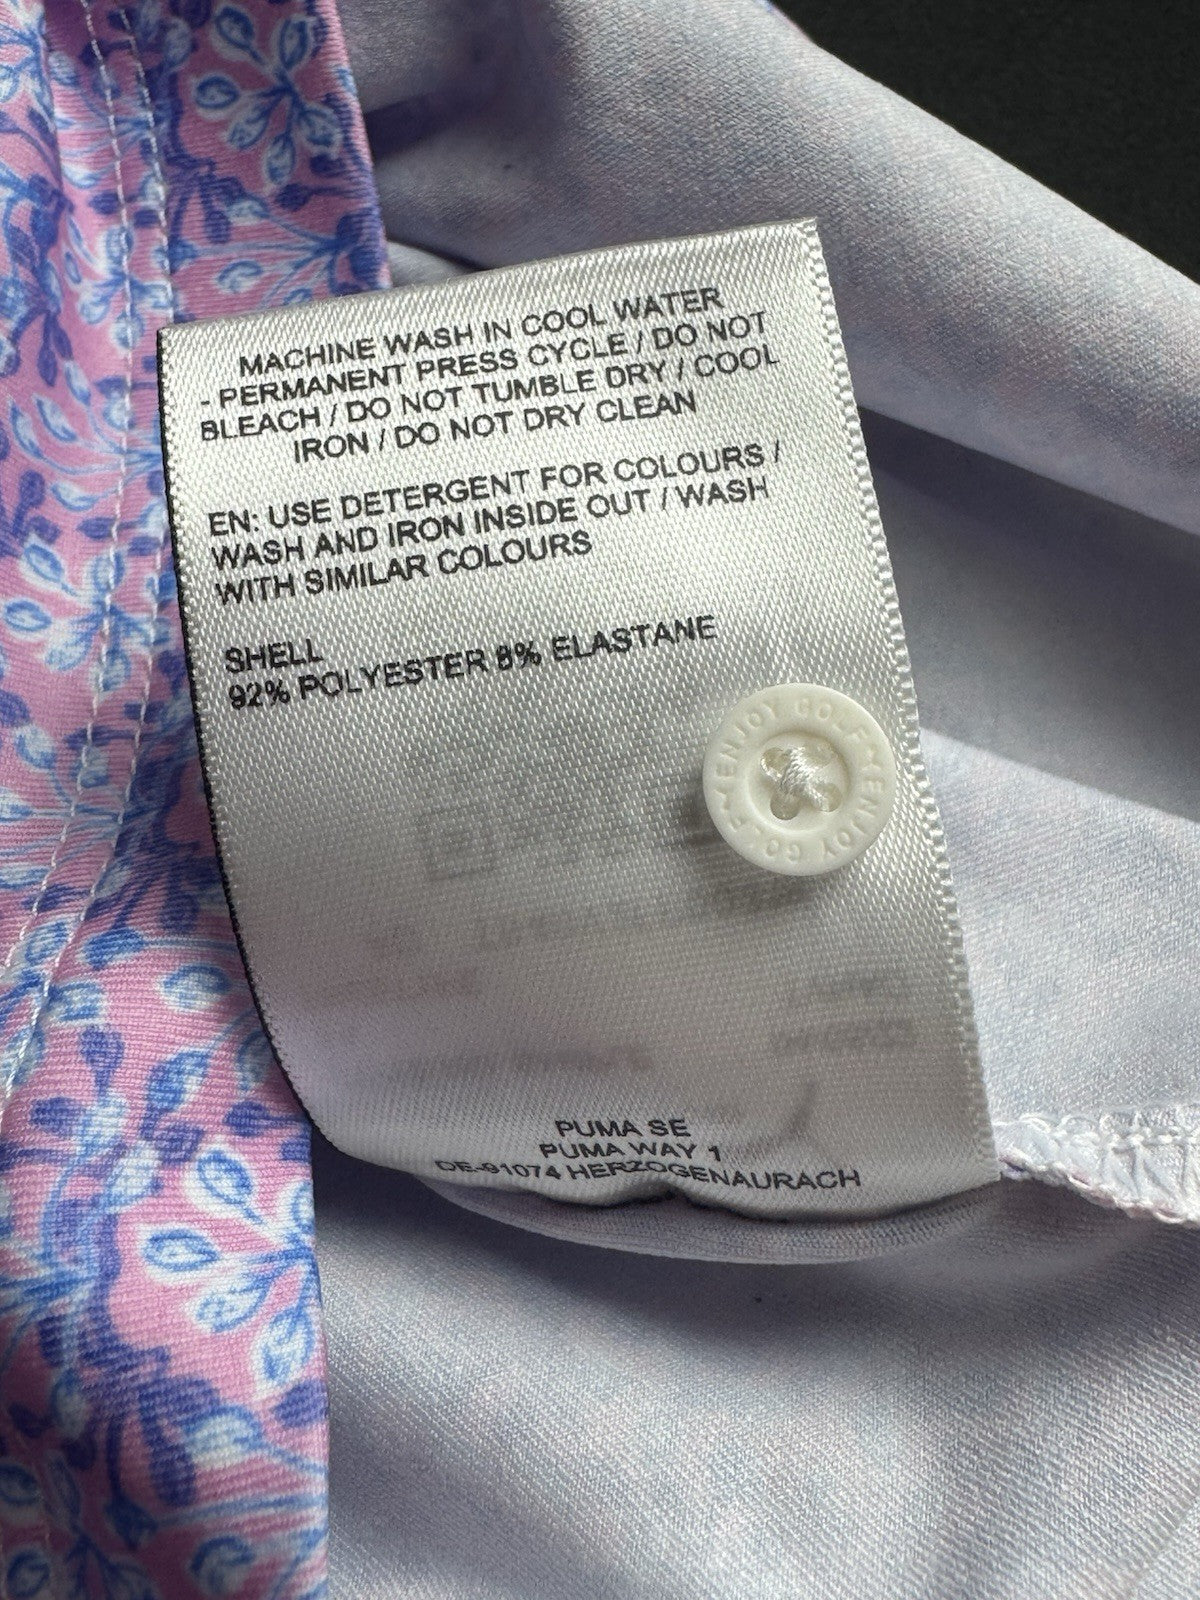 MACHINE WASH IN COOL WATER
- PERMANENT PRESS CYCLE / DO NOT
BLEACH / DO NOT TUMBLE DRY / COOL
IRON / DO NOT DRY CLEAN
EN: USE DETERGENT FOR COLOURS /
WASH AND IRON INSIDE OUT / WASH
WITH SIMILAR COLOURS
SHELL
92% POLYESTER 8% ELASTANE
ENJOY GOLF ENJOY GOLF
PUMA SE
PUMA WAY 1
DE-91074 HERZOGENAURACH